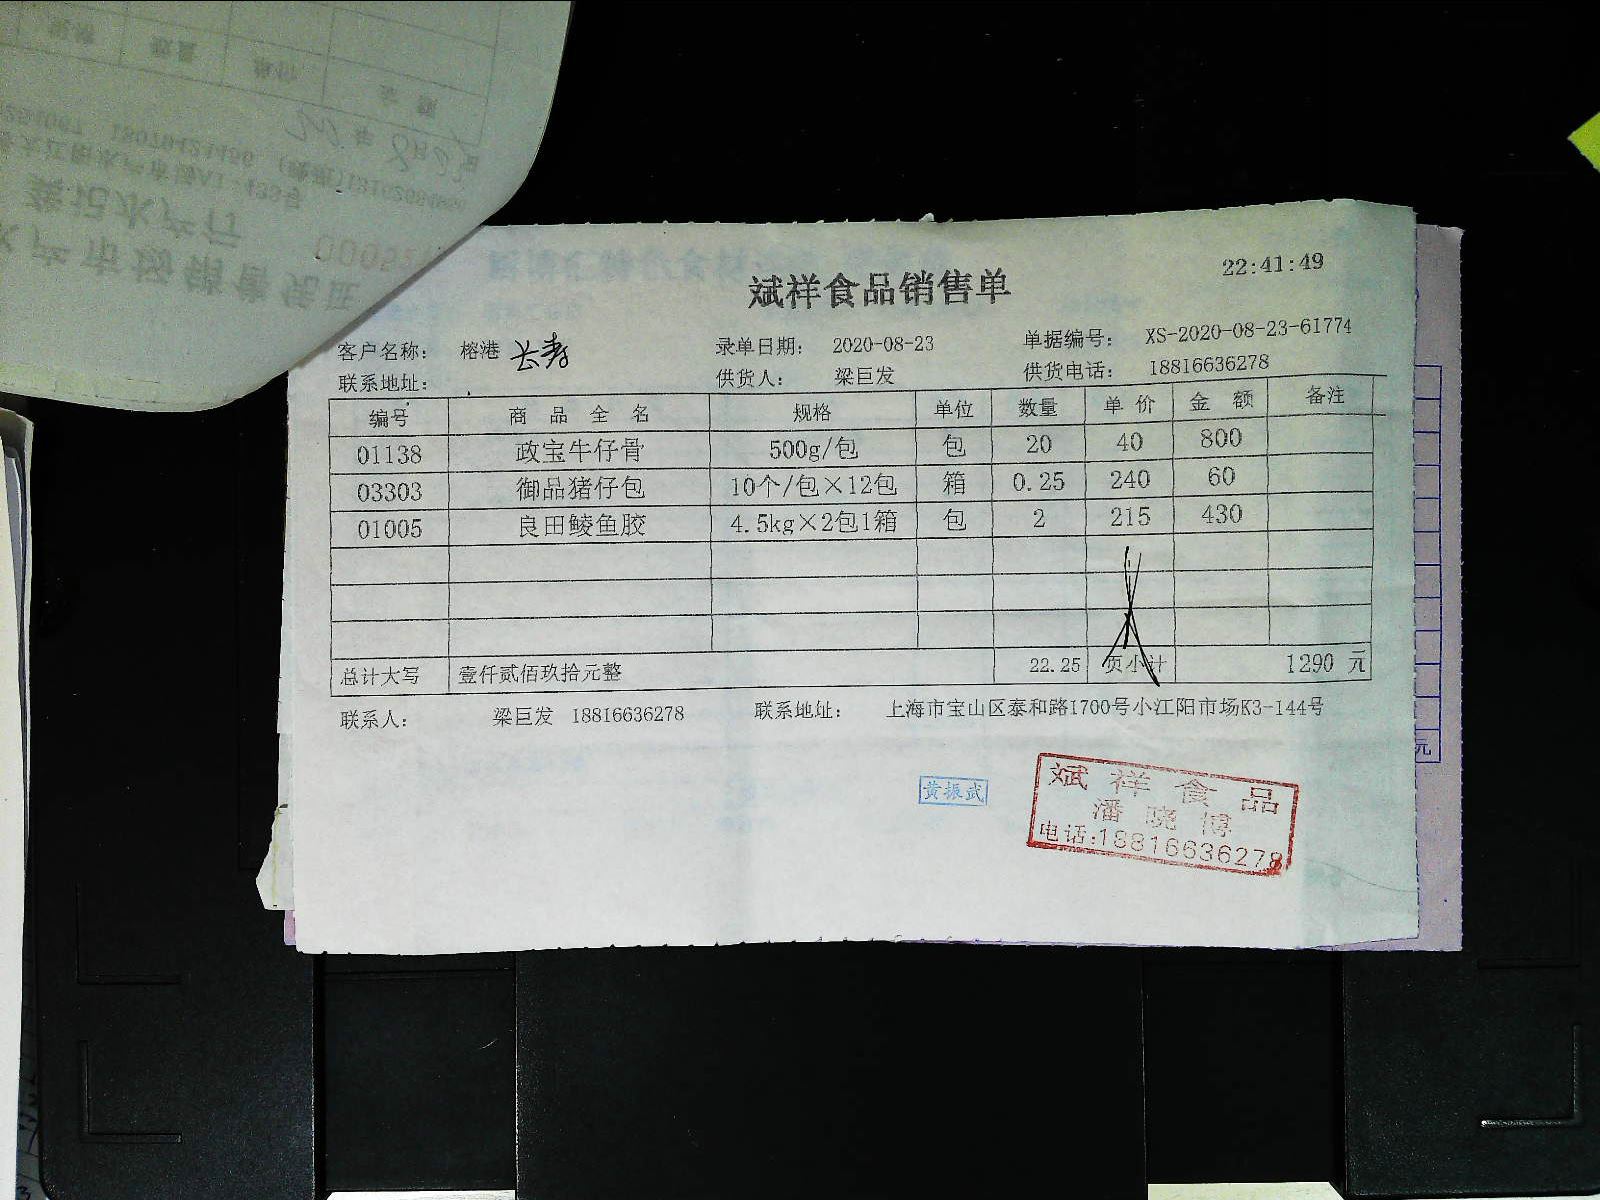 22:41:49
斌祥食品销售单
客户名称： 榕港 长寿 录单日期： 2020-08-23 单据编号： XS-2020-08-23-61774
联系地址： 供货人： 梁巨发 供货电话： 18816636278
编号 商品全名 规格 单位 数量 单价 金额 备注
01138 政宝牛仔骨 500g/包 包 20 40 800
03303 御品猪仔包 10个/包×12包 箱 0.25 240 60
01005 良田鲮鱼胶 4.5kg×2包1箱 包 2 215 430
总计大写 壹仟贰佰玖拾元整 22.25 页小计 1290 元
联系人： 梁巨发 18816636278 联系地址： 上海市宝山区泰和路1700号小江阳市场K3-144号
黄振武
斌祥食品
潘晓博
电话:18816636278
元